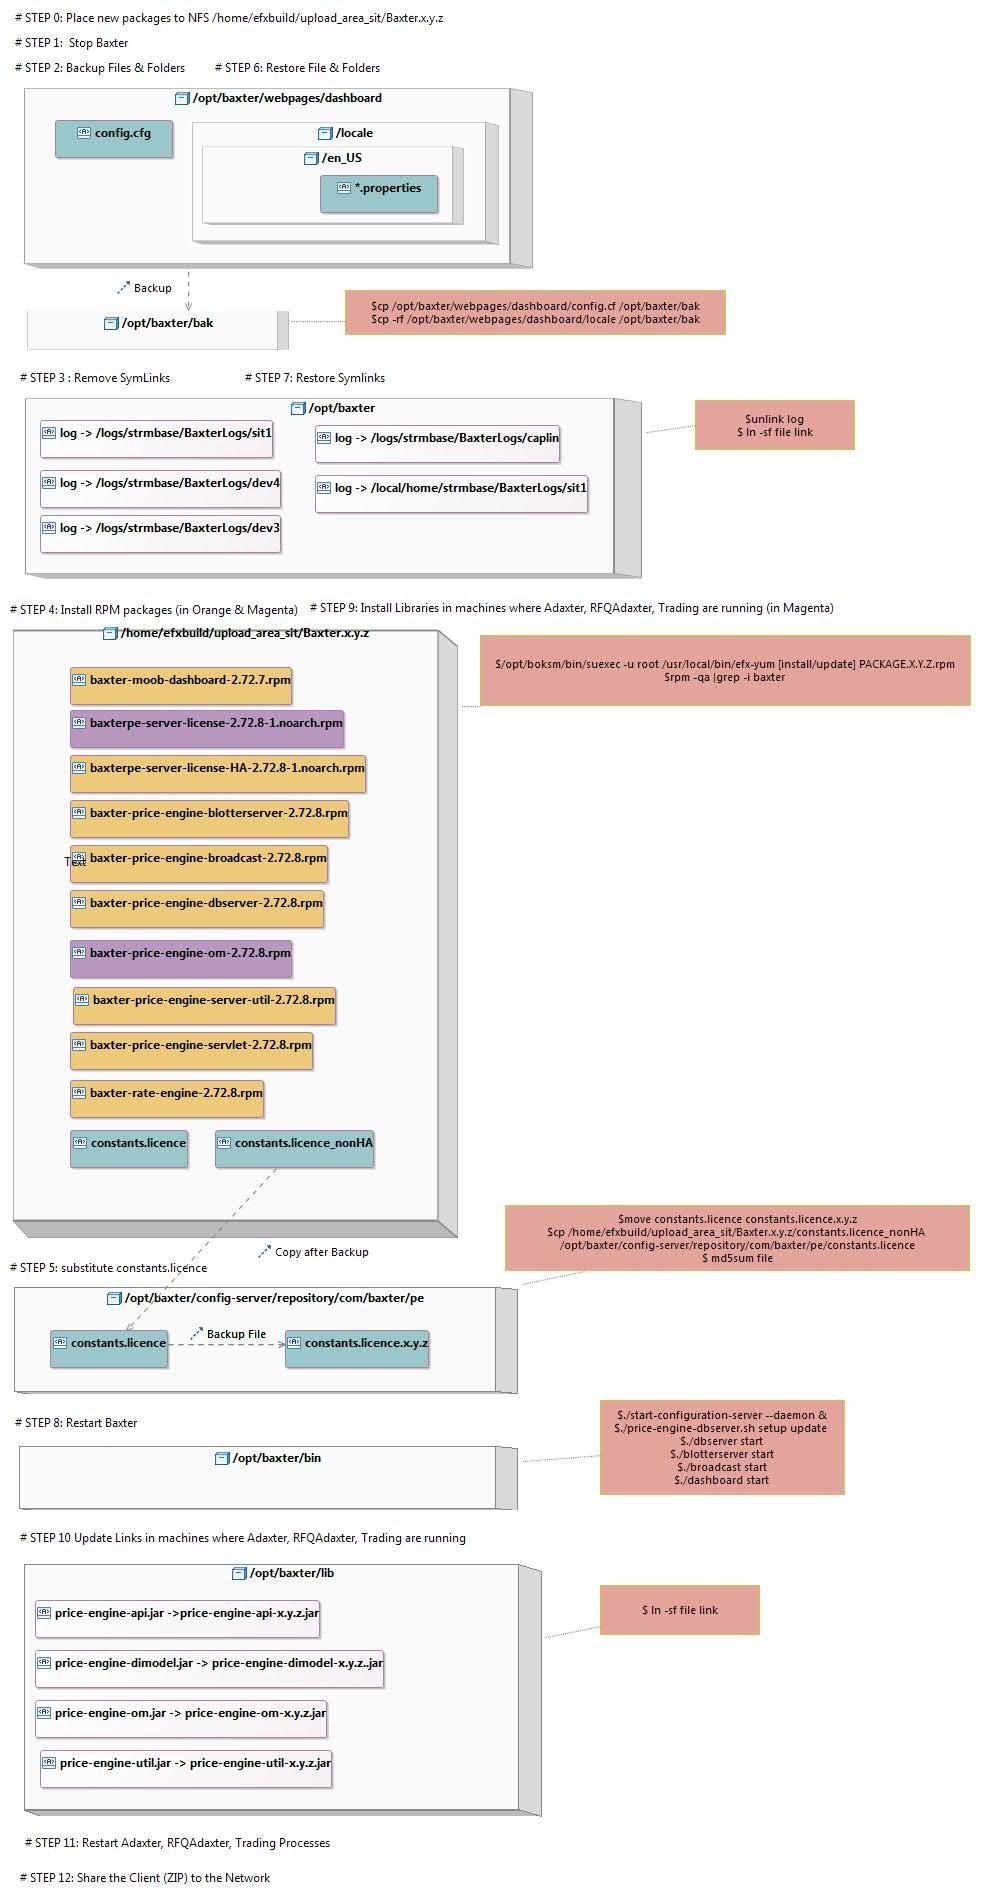 # STEP 0: Place new packages to NFS /home/efxbuild/upload_area_sit/Baxter.x.y.z
# STEP 1:  Stop Baxter
# STEP 2: Backup Files & Folders
# STEP 6: Restore File & Folders
/opt/baxter/webpages/dashboard
config.cfg
/locale
/en_US
*.properties
Backup
/opt/baxter/bak
$cp /opt/baxter/webpages/dashboard/config.cf /opt/baxter/bak
$cp -rf /opt/baxter/webpages/dashboard/locale /opt/baxter/bak
# STEP 3 : Remove SymLinks
# STEP 7: Restore Symlinks
/opt/baxter
log -> /logs/strmbase/BaxterLogs/sit1
log -> /logs/strmbase/BaxterLogs/caplin
log -> /logs/strmbase/BaxterLogs/dev4
log -> /local/home/strmbase/BaxterLogs/sit1
log -> /logs/strmbase/BaxterLogs/dev3
$unlink log
$ ln -sf file link
# STEP 4: Install RPM packages (in Orange & Magenta)
# STEP 9: Install Libraries in machines where Adaxter, RFQAdaxter, Trading are running (in Magenta)
/home/efxbuild/upload_area_sit/Baxter.x.y.z
$/opt/boksm/bin/suexec -u root /usr/local/bin/efx-yum [install/update] PACKAGE.X.Y.Z.rpm
$rpm -qa |grep -i baxter
baxter-moob-dashboard-2.72.7.rpm
baxterpe-server-license-2.72.8-1.noarch.rpm
baxterpe-server-license-HA-2.72.8-1.noarch.rpm
baxter-price-engine-blotterserver-2.72.8.rpm
Text
baxter-price-engine-broadcast-2.72.8.rpm
baxter-price-engine-dbserver-2.72.8.rpm
baxter-price-engine-om-2.72.8.rpm
baxter-price-engine-server-util-2.72.8.rpm
baxter-price-engine-servlet-2.72.8.rpm
baxter-rate-engine-2.72.8.rpm
constants.licence
constants.licence_nonHA
Copy after Backup
$move constants.licence constants.licence.x.y.z
$cp /home/efxbuild/upload_area_sit/Baxter.x.y.z/constants.licence_nonHA
/opt/baxter/config-server/repository/com/baxter/pe/constants.licence
$ md5sum file
# STEP 5: substitute constants.licence
/opt/baxter/config-server/repository/com/baxter/pe
constants.licence
Backup File
constants.licence.x.y.z
# STEP 8: Restart Baxter
/opt/baxter/bin
$./start-configuration-server --daemon &
$./price-engine-dbserver.sh setup update
$./dbserver start
$./blotterserver start
$./broadcast start
$./dashboard start
# STEP 10 Update Links in machines where Adaxter, RFQAdaxter, Trading are running
/opt/baxter/lib
price-engine-api.jar ->price-engine-api-x.y.z.jar
price-engine-dimodel.jar -> price-engine-dimodel-x.y.z..jar
price-engine-om.jar -> price-engine-om-x.y.z.jar
price-engine-util.jar -> price-engine-util-x.y.z.jar
$ ln -sf file link
# STEP 11: Restart Adaxter, RFQAdaxter, Trading Processes
# STEP 12: Share the Client (ZIP) to the Network